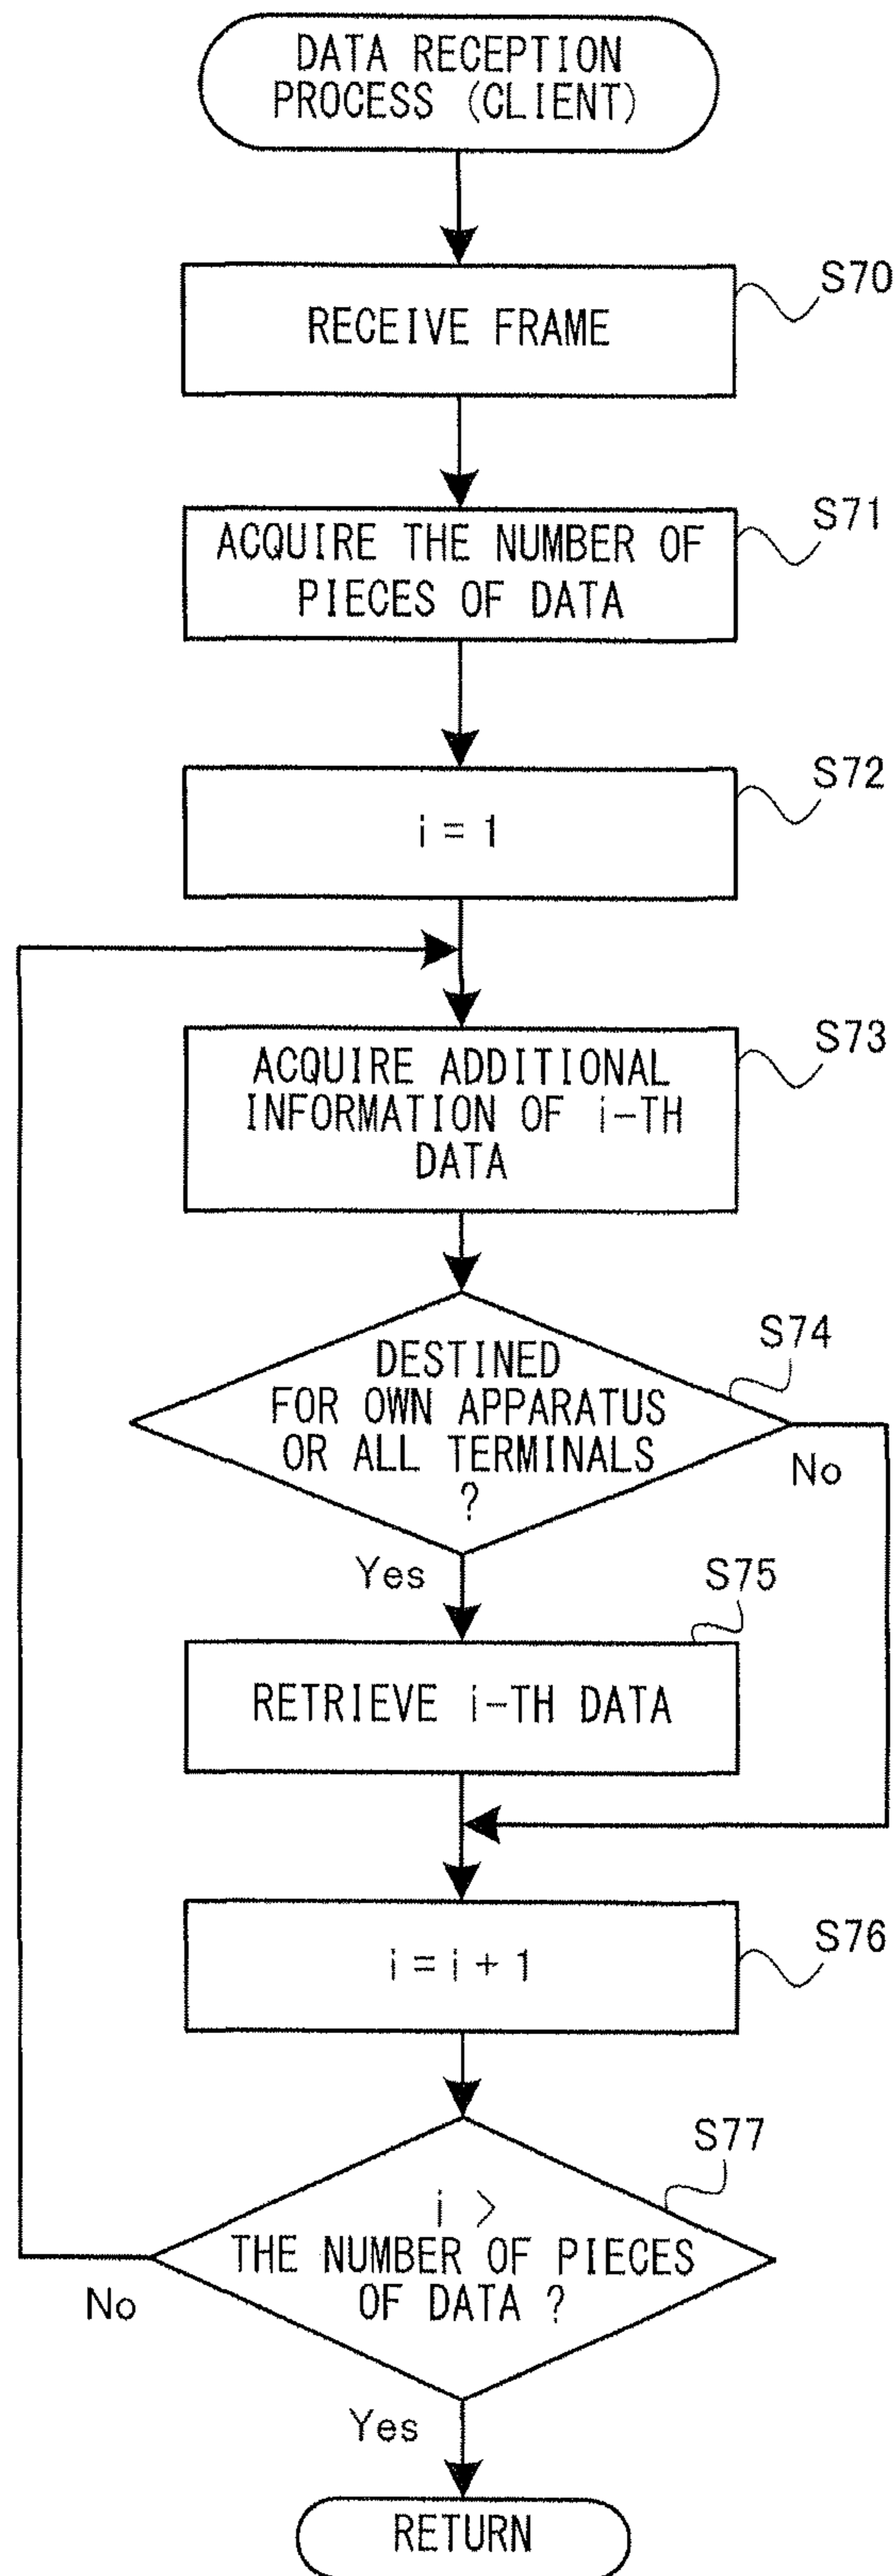 DATA RECEPTION
PROCESS (CLIENT)
S70
RECEIVE FRAME
S71
ACQUIRE THE NUMBER OF
PIECES OF DATA
S72
i = 1
S73
ACQUIRE ADDITIONAL
INFORMATION OF i-TH
DATA
S74
DESTINED
FOR OWN APPARATUS
OR ALL TERMINALS
?
No
Yes
S75
RETRIEVE i-TH DATA
S76
i = i + 1
S77
i >
THE NUMBER OF PIECES
OF DATA ?
No
Yes
RETURN